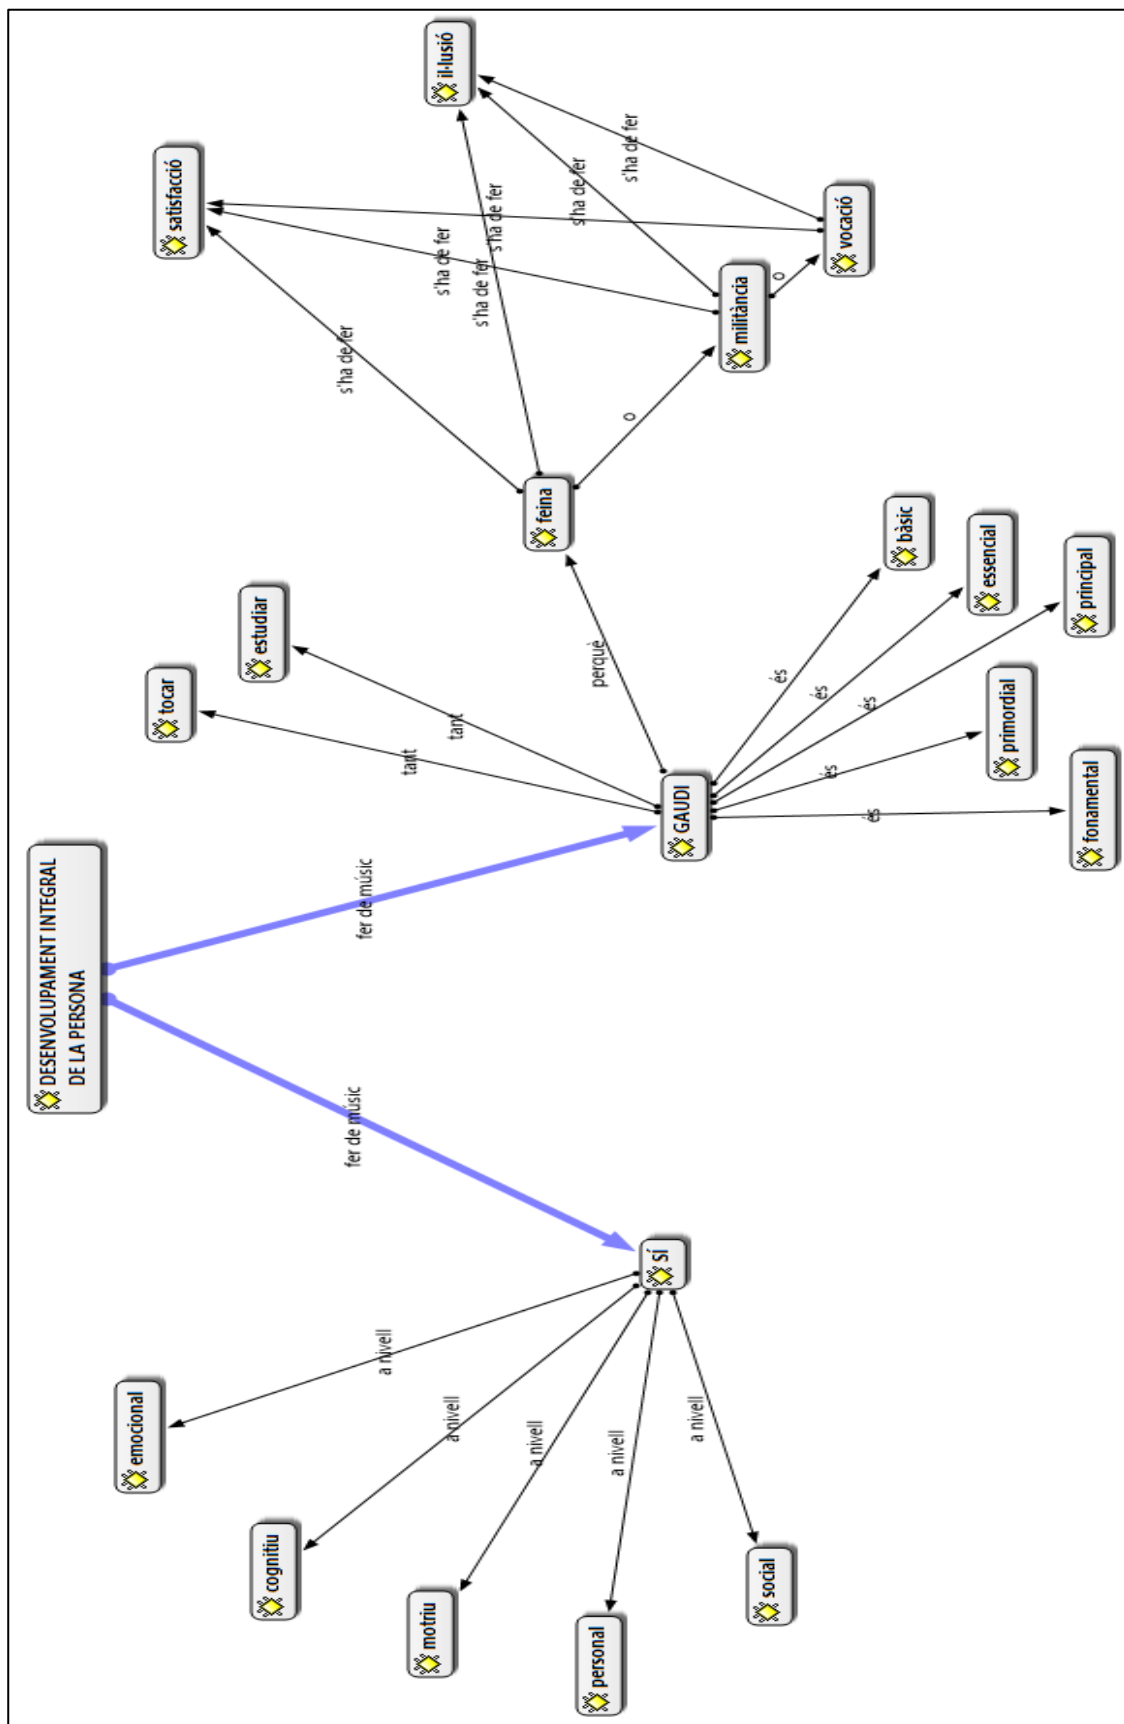 DESENVOLUPAMENT INTEGRAL
DE LA PERSONA
fer de músic
fer de músic
SÍ
a nivell
a nivell
a nivell
a nivell
a nivell
emocional
cognitiu
motriu
personal
social
GAUDI
tant
tant
tocar
estudiar
és
és
és
és
és
fonamental
primordial
principal
essencial
bàsic
perquè
feina
o
militància
o
vocació
s'ha de fer
s'ha de fer
s'ha de fer
s'ha de fer
s'ha de fer
s'ha de fer
satisfacció
il·lusió